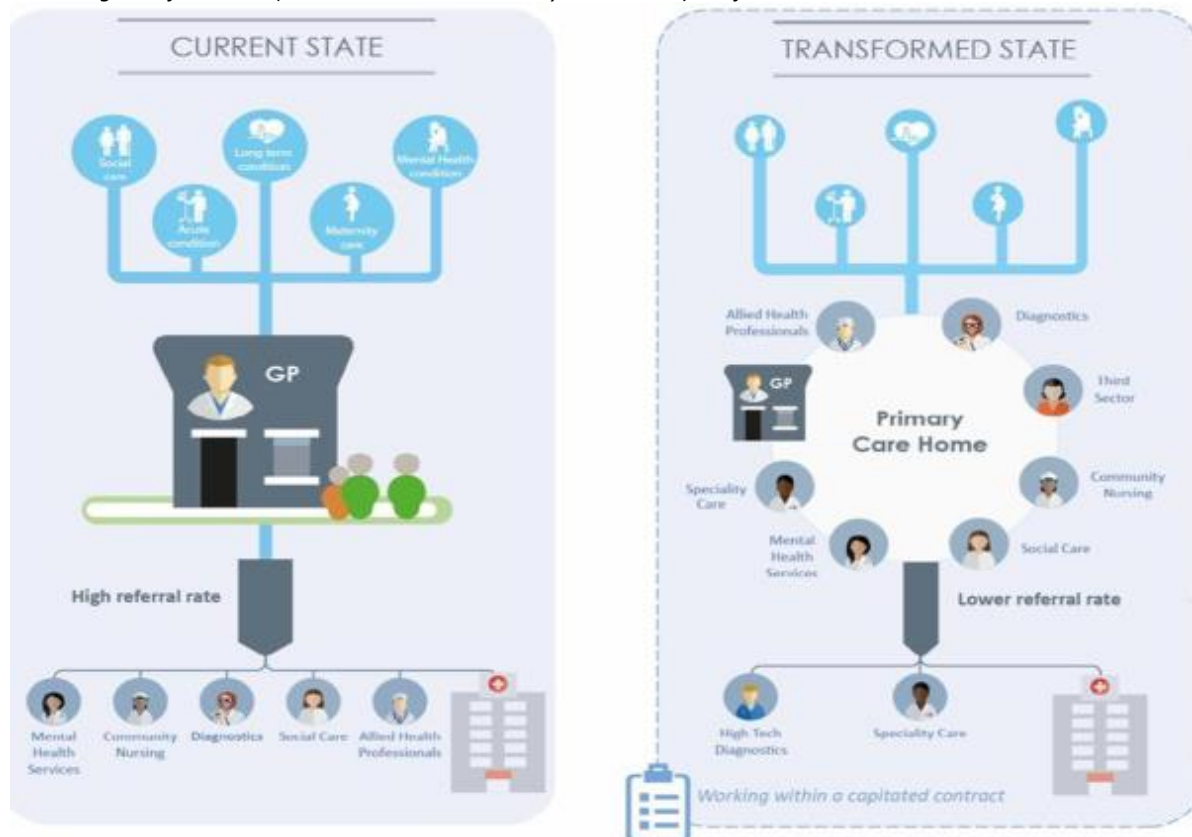 CURRENT STATE
Social
care
Long term
condition
Mental Health
condition
Acute
condition
Maternity
care
GP
High referral rate
Mental
Health
Services
Community
Nursing
Diagnostics
Social Care
Allied Health
Professionals
TRANSFORMED STATE
Allied Health
Professionals
Diagnostics
GP
Third
Sector
Primary
Care Home
Speciality
Care
Community
Nursing
Mental
Health
Services
Social Care
Lower referral rate
High Tech
Diagnostics
Speciality Care
Working within a capitated contract